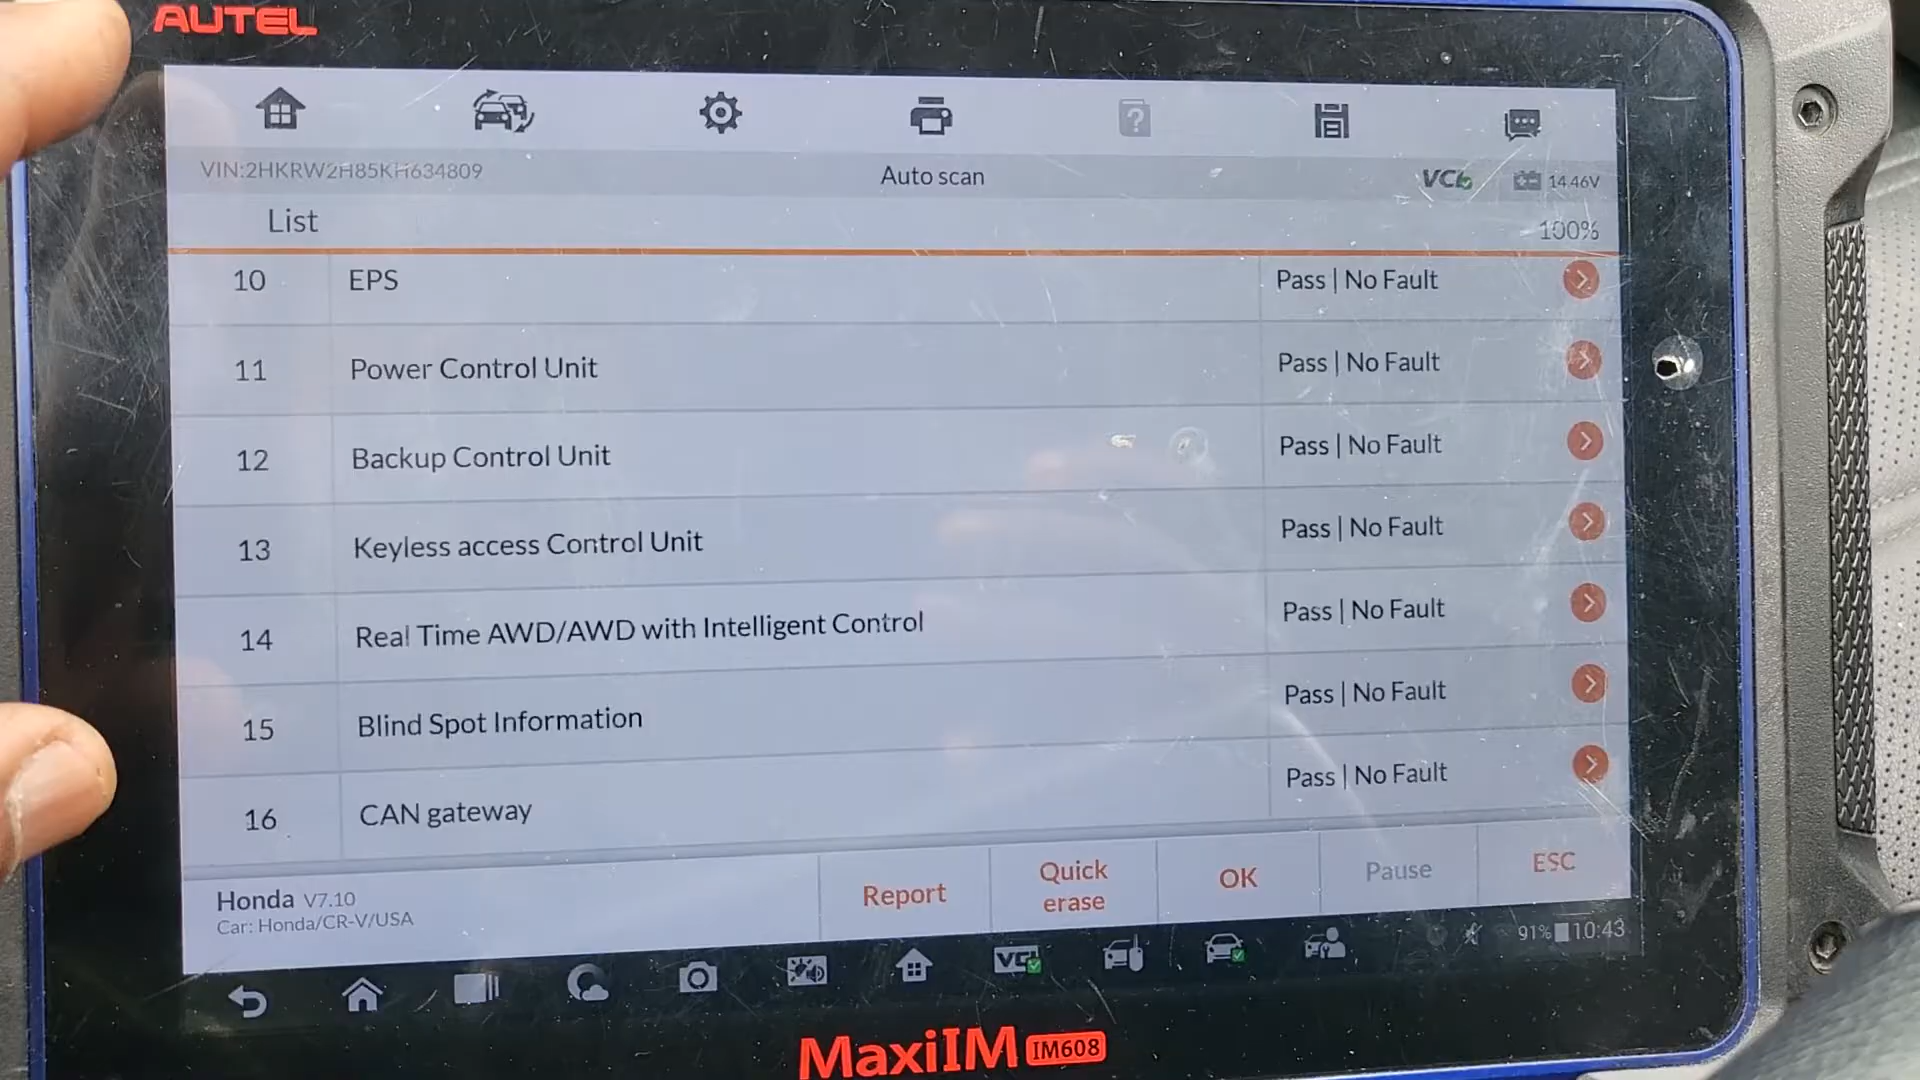 AUTEL
VIN:2HKRW2H85KH634809
Auto scan
VCI
14.46V
List
100%
10 EPS Pass | No Fault
11 Power Control Unit Pass | No Fault
12 Backup Control Unit Pass | No Fault
13 Keyless access Control Unit Pass | No Fault
14 Real Time AWD/AWD with Intelligent Control Pass | No Fault
15 Blind Spot Information Pass | No Fault
16 CAN gateway Pass | No Fault
Honda V7.10
Car: Honda/CR-V/USA
Report
Quick
erase
OK
Pause
ESC
VCI
91% 10:43
MaxiIM IM608